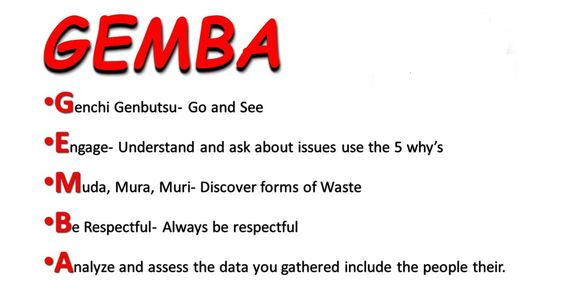 GEMBA
•Genchi Genbutsu- Go and See
•Engage- Understand and ask about issues use the 5 why's
•Muda, Mura, Muri- Discover forms of Waste
•Be Respectful- Always be respectful
•Analyze and assess the data you gathered include the people their.